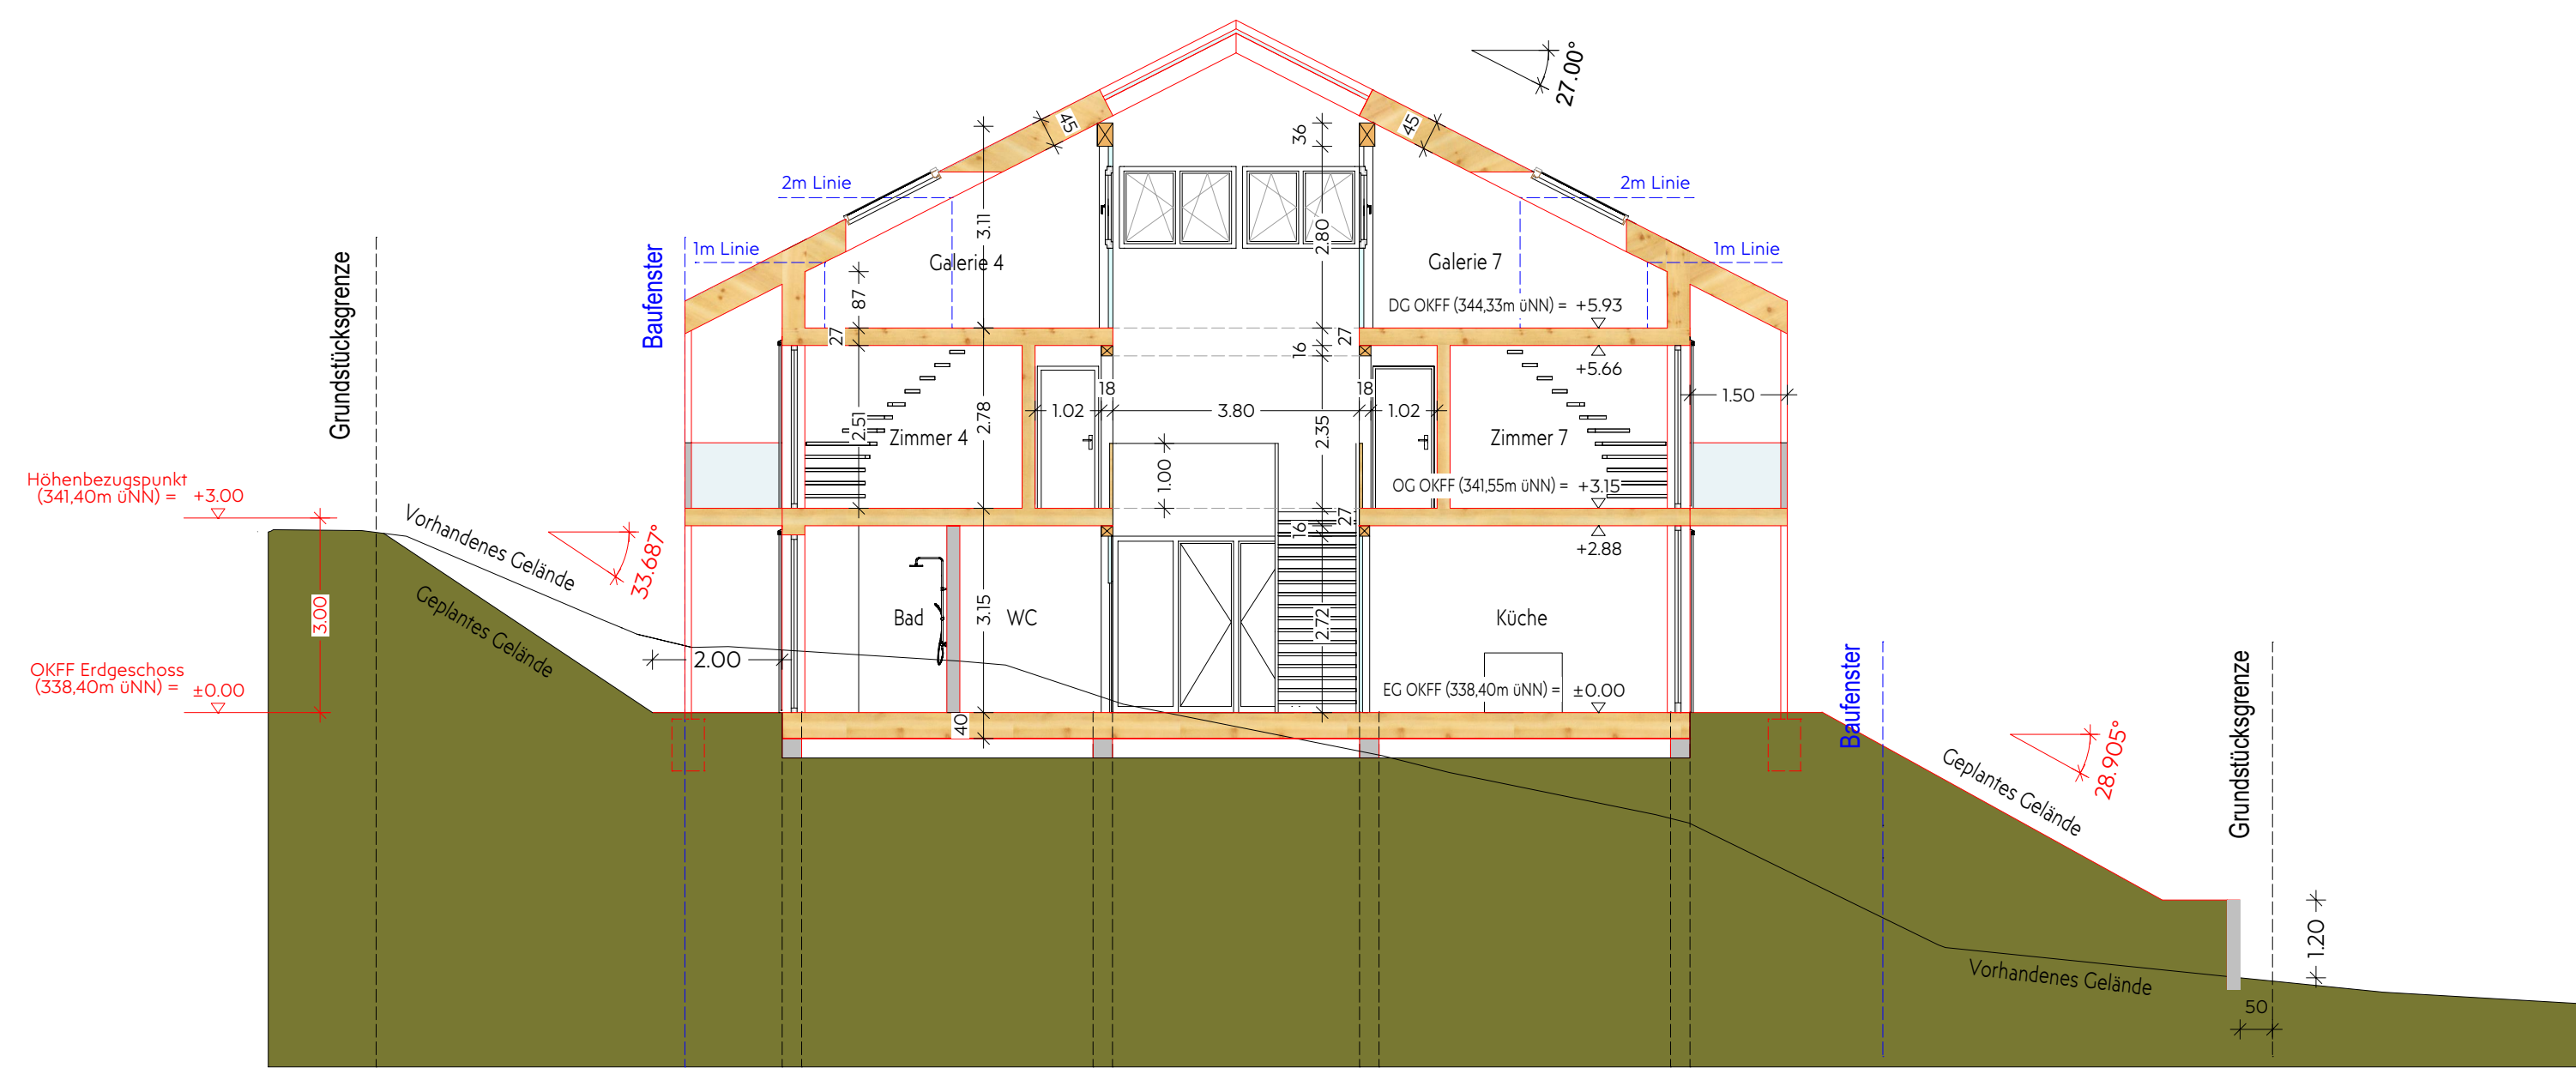 27.00°
45
45
36
2m Linie
2m Linie
3.11
2.80
1m Linie
1m Linie
Galerie 4
Galerie 7
87
DG OKFF (344,33m üNN) = +5.93
Grundstücksgrenze
Baufenster
27
16
27
+5.66
18
18
1.02
3.80
1.02
1.50
2.51
2.78
2.35
Zimmer 4
Zimmer 7
1.00
Höhenbezugspunkt
(341,40m üNN) = +3.00
OG OKFF (341,55m üNN) = +3.15
Vorhandenes Gelände
33.687°
16
27
+2.88
Geplantes Gelände
3.00
Bad
3.15
WC
2.72
Küche
2.00
OKFF Erdgeschoss
(338,40m üNN) = ±0.00
EG OKFF (338,40m üNN) = ±0.00
40
Baufenster
Grundstücksgrenze
28.905°
Geplantes Gelände
1.20
Vorhandenes Gelände
50